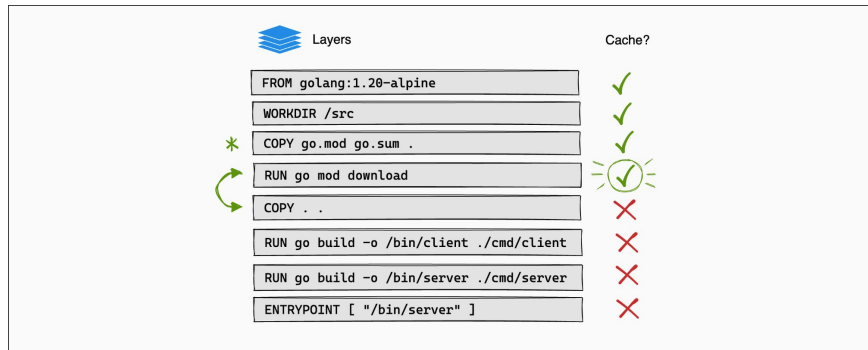 Layers Cache?
FROM golang:1.20-alpine
WORKDIR /src
COPY go.mod go.sum .
RUN go mod download
COPY . .
RUN go build -o /bin/client ./cmd/client
RUN go build -o /bin/server ./cmd/server
ENTRYPOINT [ "/bin/server" ]